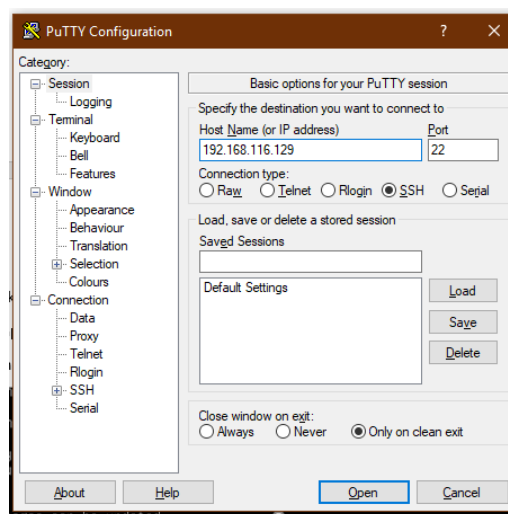 PuTTY Configuration
?
Category:
Session
Logging
Terminal
Keyboard
Bell
Features
Window
Appearance
Behaviour
Translation
Selection
Colours
Connection
Data
Proxy
Telnet
Rlogin
SSH
Serial
Basic options for your PuTTY session
Specify the destination you want to connect to
Host Name (or IP address) Port
192.168.116.129 22
Connection type:
Raw Telnet Rlogin SSH Serial
Load, save or delete a stored session
Saved Sessions
Default Settings
Load
Save
Delete
Close window on exit:
Always Never Only on clean exit
About Help Open Cancel